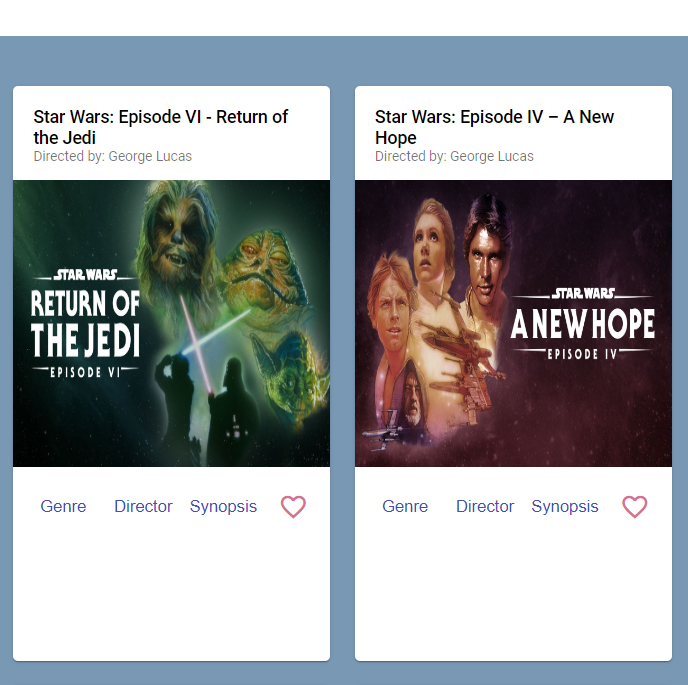 Star Wars: Episode VI - Return of
the Jedi
Directed by: George Lucas
STAR WARS
RETURN OF
THE JEDI
EPISODE VI
Genre
Director
Synopsis
Star Wars: Episode IV – A New
Hope
Directed by: George Lucas
STAR WARS
A NEW HOPE
EPISODE IV
Genre
Director
Synopsis